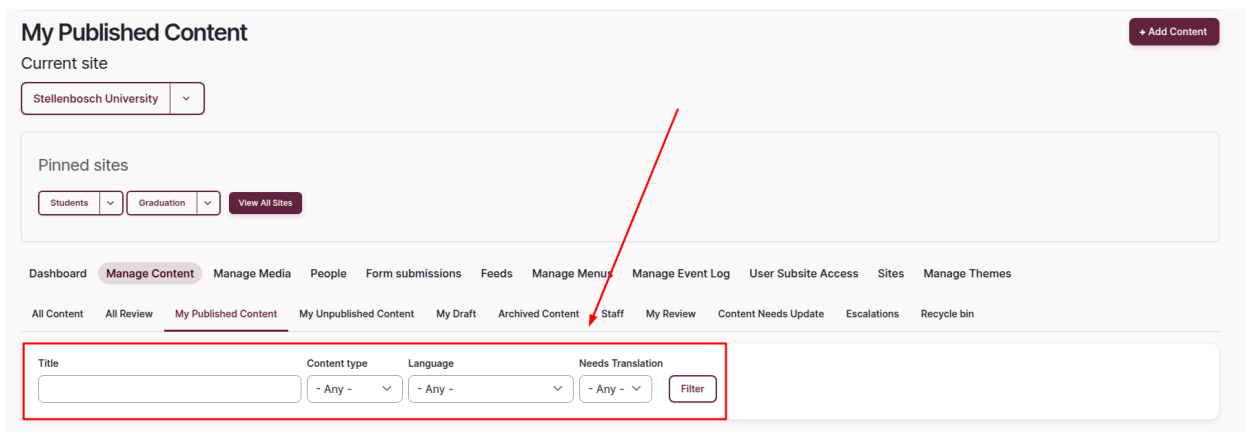 My Published Content
+ Add Content
Current site
Stellenbosch University
Pinned sites
Students Graduation View All Sites
Dashboard Manage Content Manage Media People Form submissions Feeds Manage Menus Manage Event Log User Subsite Access Sites Manage Themes
All Content All Review My Published Content My Unpublished Content My Draft Archived Content Staff My Review Content Needs Update Escalations Recycle bin
Title Content type Language Needs Translation
- Any - - Any - - Any - Filter